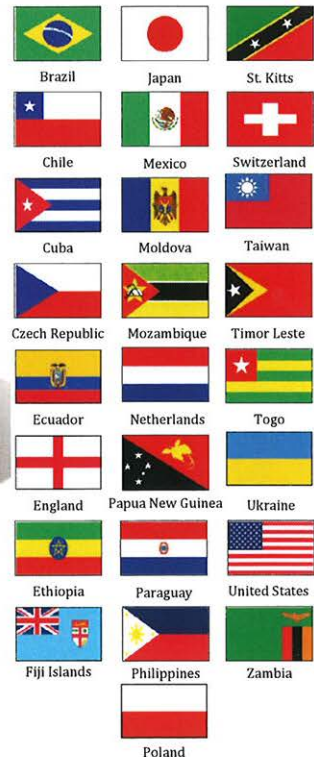 Brazil Japan St. Kitts
Chile Mexico Switzerland
Cuba Moldova Taiwan
Czech Republic Mozambique Timor Leste
Ecuador Netherlands Togo
England Papua New Guinea Ukraine
Ethiopia Paraguay United States
Fiji Islands Philippines Zambia
Poland